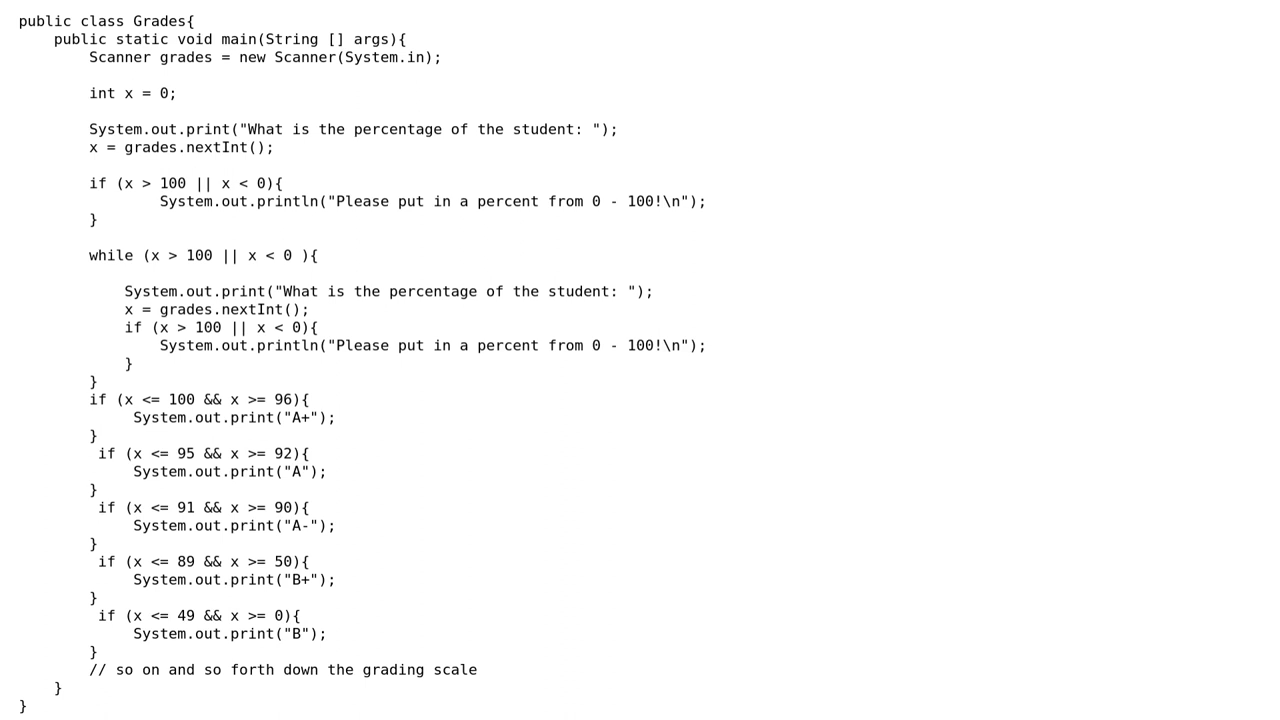 public class Grades{
    public static void main(String [] args){
        Scanner grades = new Scanner(System.in);

        int x = 0;

        System.out.print("What is the percentage of the student: ");
        x = grades.nextInt();

        if (x > 100 || x < 0){
                System.out.println("Please put in a percent from 0 - 100!\n");
        }

        while (x > 100 || x < 0 ){

            System.out.print("What is the percentage of the student: ");
            x = grades.nextInt();
            if (x > 100 || x < 0){
                System.out.println("Please put in a percent from 0 - 100!\n");
            }
        }
        if (x <= 100 && x >= 96){
             System.out.print("A+");
        }
         if (x <= 95 && x >= 92){
             System.out.print("A");
        }
         if (x <= 91 && x >= 90){
             System.out.print("A-");
        }
         if (x <= 89 && x >= 50){
             System.out.print("B+");
        }
         if (x <= 49 && x >= 0){
             System.out.print("B");
        }
        // so on and so forth down the grading scale
    }
}